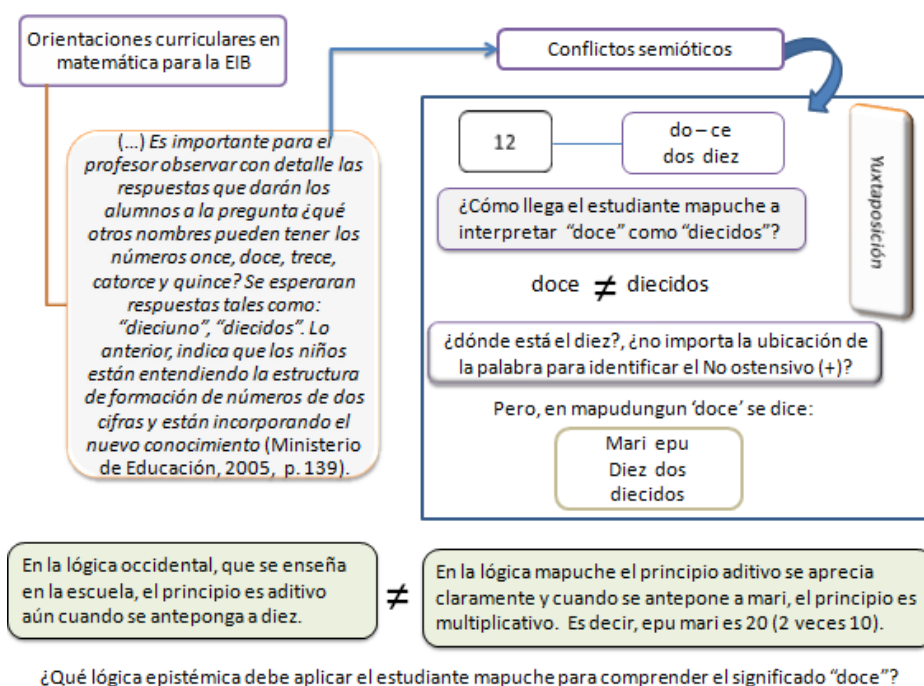 Orientaciones curriculares en
matemática para la EIB
(…) Es importante para el
profesor observar con detalle las
respuestas que darán los
alumnos a la pregunta ¿qué
otros nombres pueden tener los
números once, doce, trece,
catorce y quince? Se esperaran
respuestas tales como:
“dieciuno”, “diecidos”. Lo
anterior, indica que los niños
están entendiendo la estructura
de formación de números de dos
cifras y están incorporando el
nuevo conocimiento (Ministerio
de Educación, 2005, p. 139).
Conflictos semióticos
12
do – ce
dos diez
¿Cómo llega el estudiante mapuche a
interpretar “doce” como “diecidos”?
doce ≠ diecidos
¿dónde está el diez?, ¿no importa la ubicación de
la palabra para identificar el No ostensivo (+)?
Pero, en mapudungun ‘doce’ se dice:
Mari epu
Diez dos
diecidos
Yuxtaposición
En la lógica occidental, que se enseña
en la escuela, el principio es aditivo
aún cuando se anteponga a diez.
≠
En la lógica mapuche el principio aditivo se aprecia
claramente y cuando se antepone a mari, el principio es
multiplicativo. Es decir, epu mari es 20 (2 veces 10).
¿Qué lógica epistémica debe aplicar el estudiante mapuche para comprender el significado “doce”?